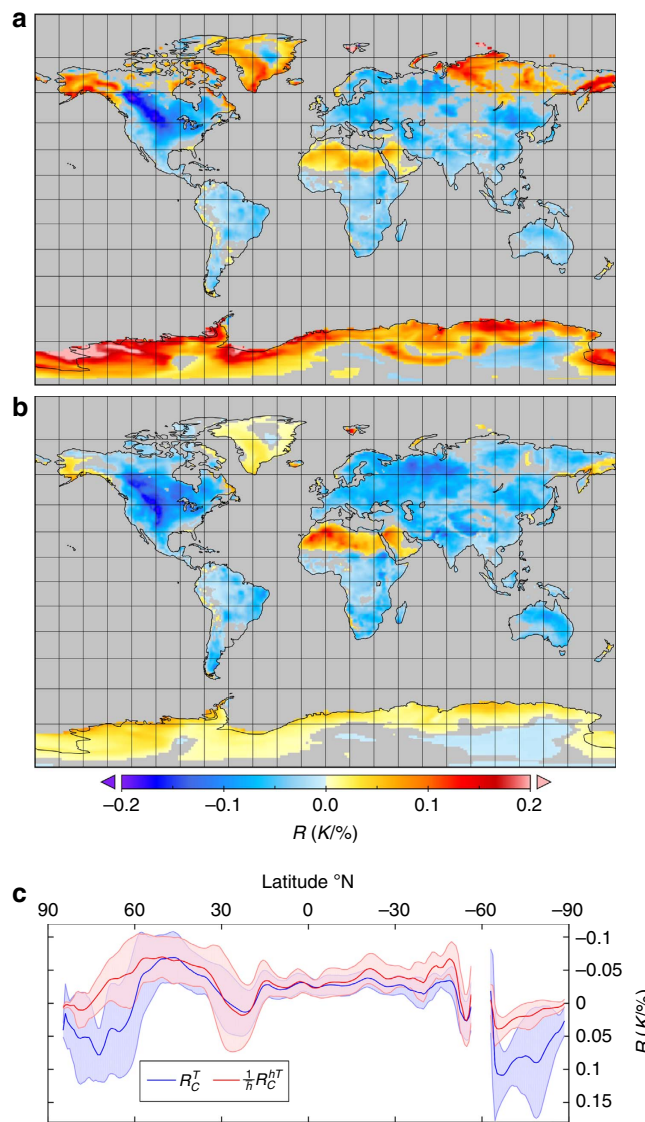 a
b
−0.2 −0.1 0.0 0.1 0.2
R (K/%)
c
Latitude °N
90 60 30 0 −30 −60 −90
−0.1
−0.05
0
0.05
0.1
0.15
R (K/%)
R_C^T 1/h R_C^{hT}